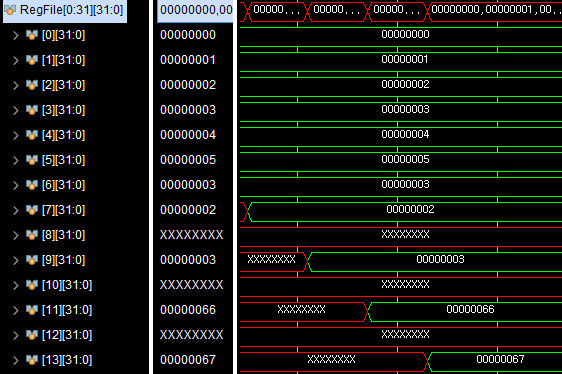 RegFile[0:31][31:0] 00000000,00 00000... 00000... 00000... 00000000,00000001,00...
[0][31:0] 00000000 00000000
[1][31:0] 00000001 00000001
[2][31:0] 00000002 00000002
[3][31:0] 00000003 00000003
[4][31:0] 00000004 00000004
[5][31:0] 00000005 00000005
[6][31:0] 00000003 00000003
[7][31:0] 00000002 00000002
[8][31:0] XXXXXXXX XXXXXXXX
[9][31:0] 00000003 XXXXXXXX 00000003
[10][31:0] XXXXXXXX XXXXXXXX
[11][31:0] 00000066 XXXXXXXX 00000066
[12][31:0] XXXXXXXX XXXXXXXX
[13][31:0] 00000067 XXXXXXXX 00000067